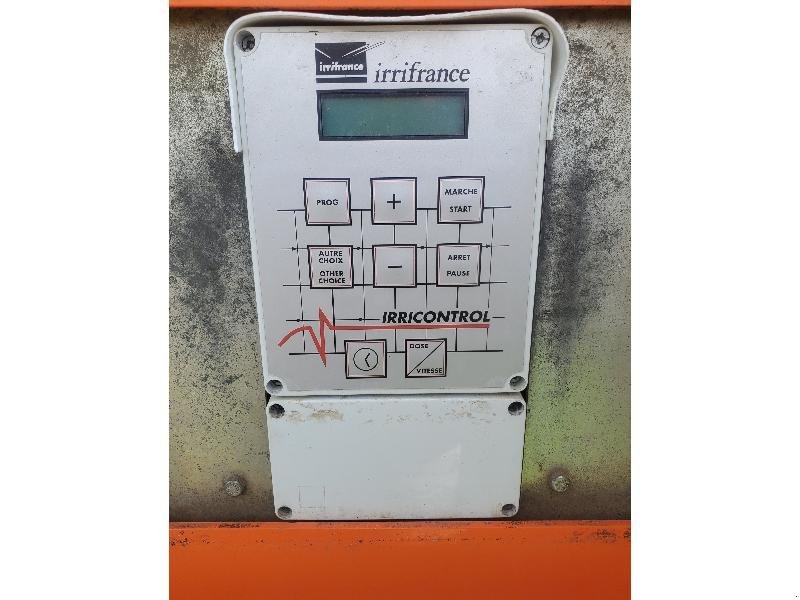 irrifrance
irrifrance
PROG
+
MARCHE
START
AUTRE
CHOIX
OTHER
CHOICE
−
ARRET
PAUSE
IRRICONTROL
DOSE
VITESSE